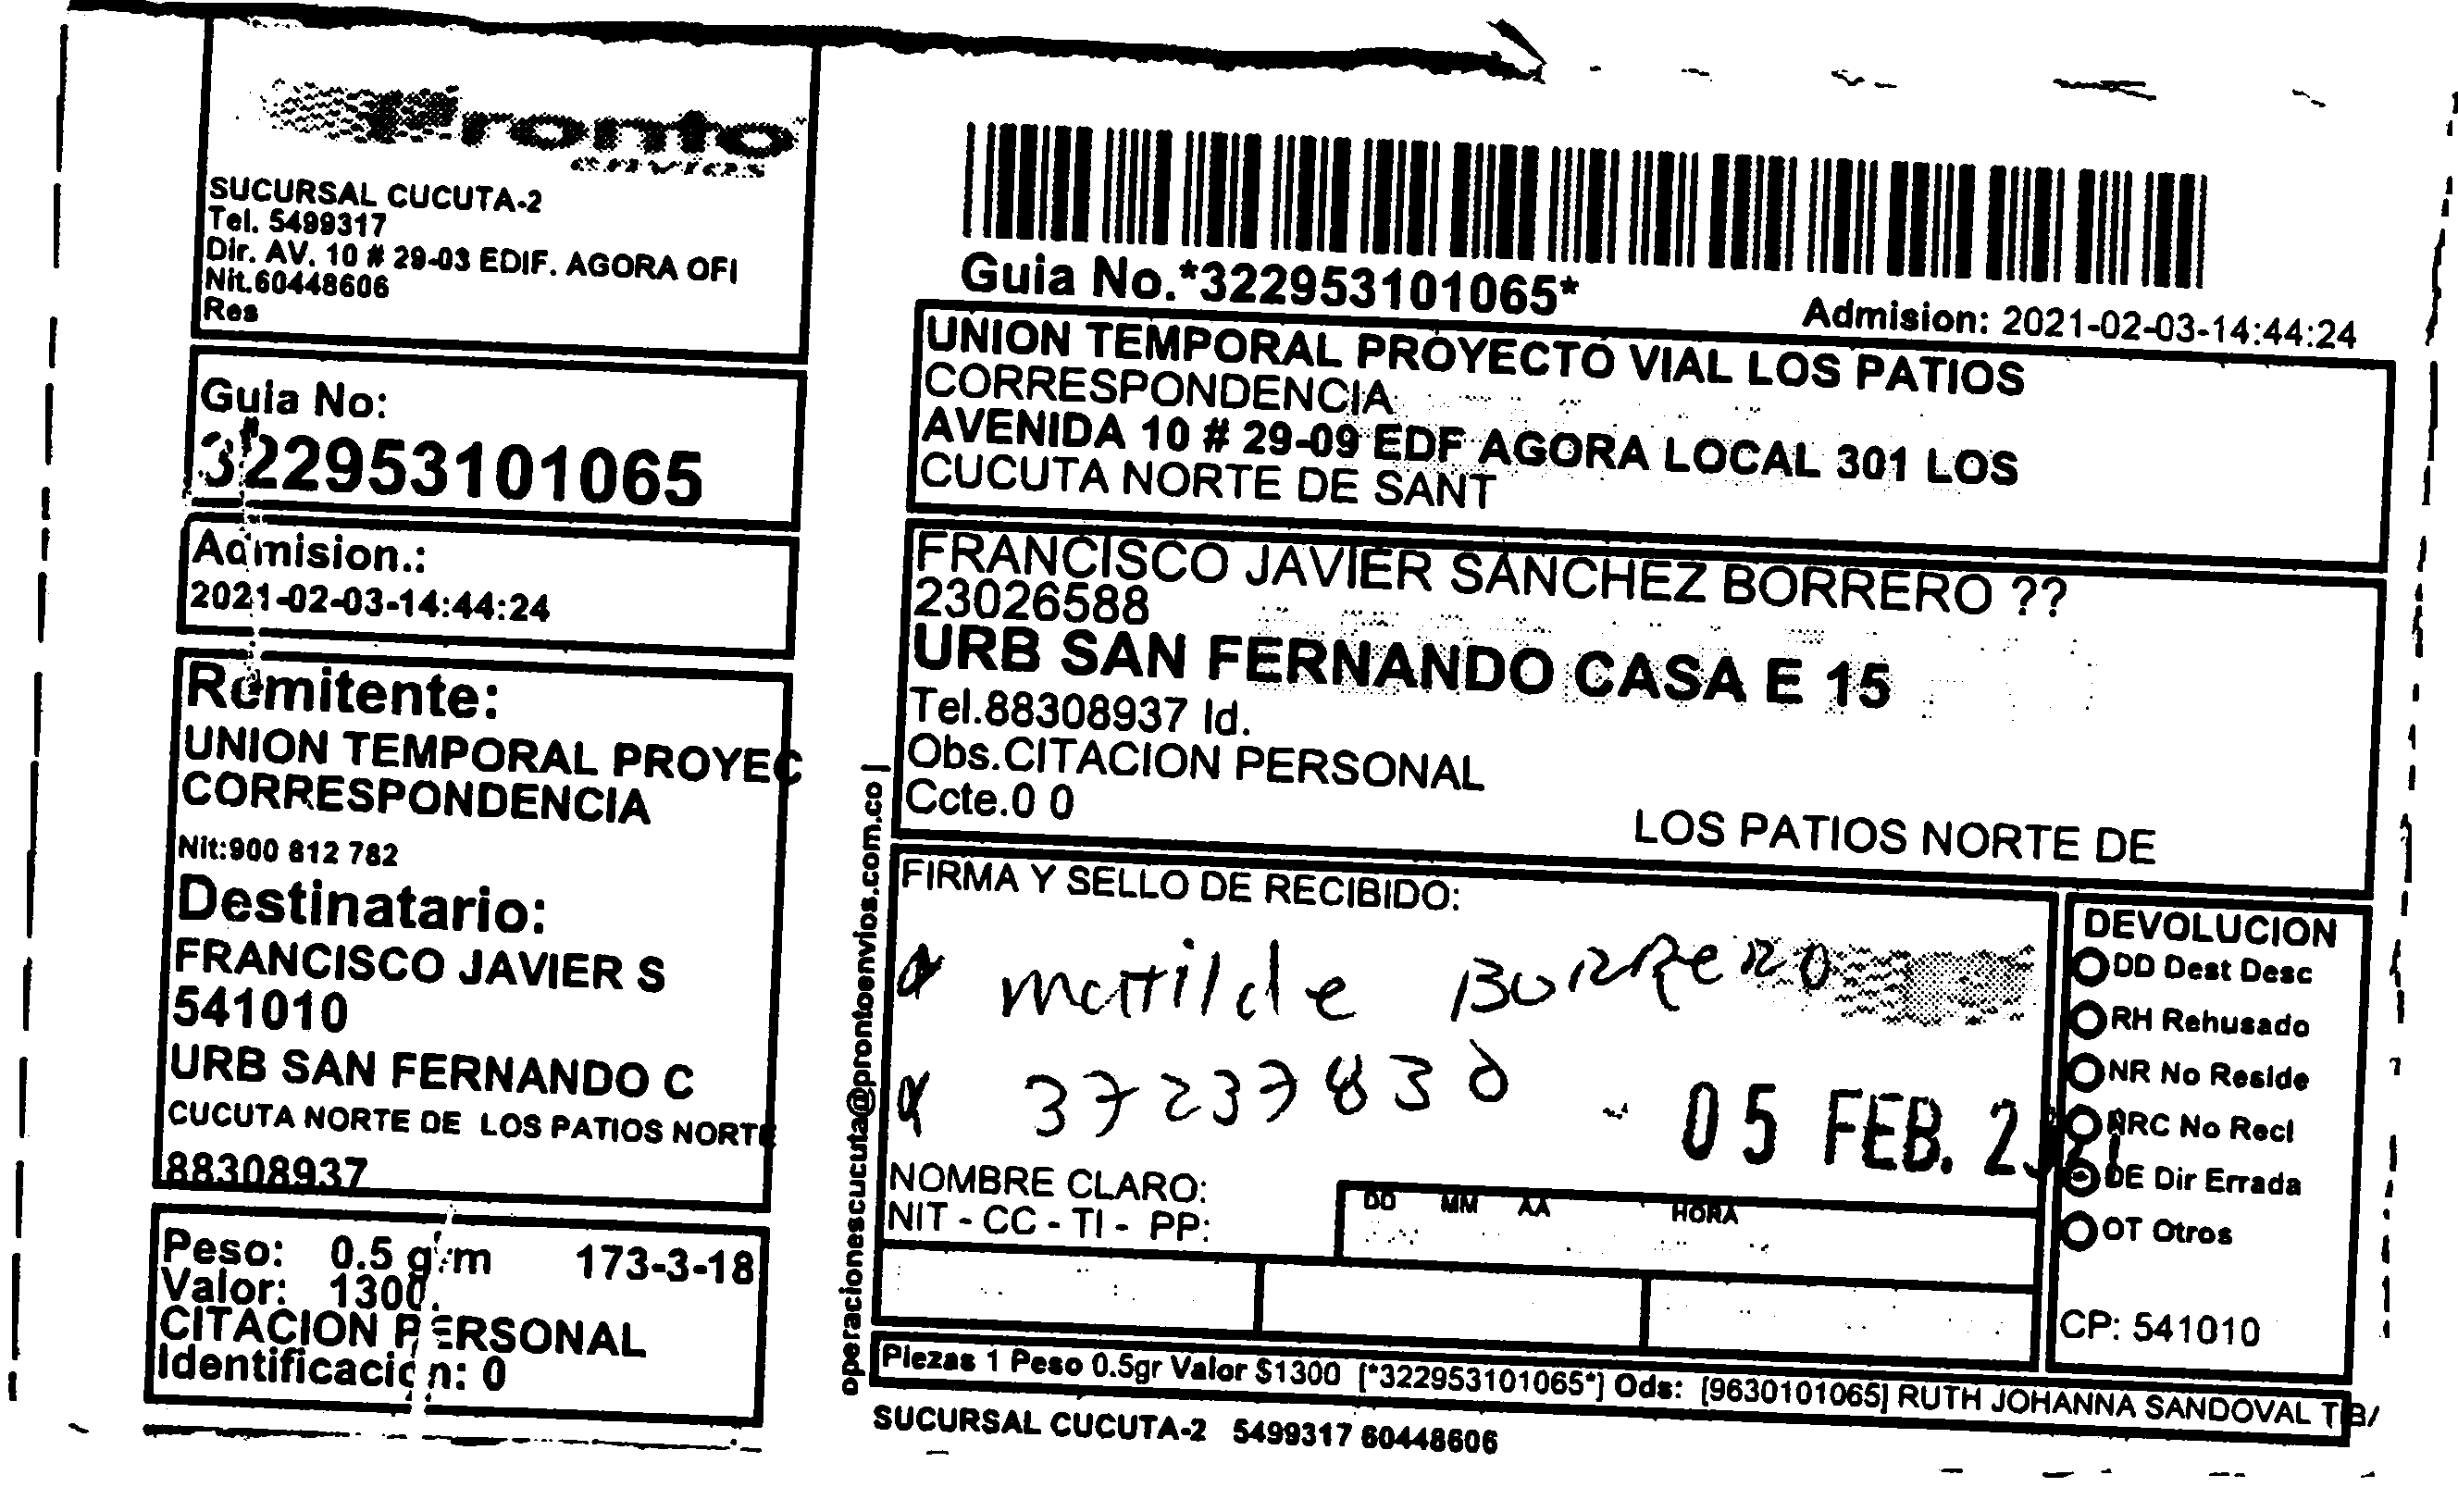 Pronto
envios
SUCURSAL CUCUTA-2
Tel. 5499317
Dir. AV. 10 # 29-03 EDIF. AGORA OFI
Nit.60448606
Res
Guia No:
322953101065
Admision.:
2021-02-03-14:44:24
Remitente:
UNION TEMPORAL PROYEC
CORRESPONDENCIA
Nit:900 812 782
Destinatario:
FRANCISCO JAVIER S
541010
URB SAN FERNANDO C
CUCUTA NORTE DE LOS PATIOS NORTE
88308937
Peso: 0.5 grm 173-3-18
Valor: 1300.
CITACION PERSONAL
Identificación: 0
operacionescucuta@prontoenvios.com.co |
Guia No.*322953101065*
Admision: 2021-02-03-14:44:24
UNION TEMPORAL PROYECTO VIAL LOS PATIOS
CORRESPONDENCIA
AVENIDA 10 # 29-09 EDF AGORA LOCAL 301 LOS
CUCUTA NORTE DE SANT
FRANCISCO JAVIER SANCHEZ BORRERO ??
23026588
URB SAN FERNANDO CASA E 15
Tel.88308937 Id.
Obs.CITACION PERSONAL
Ccte.0 0
LOS PATIOS NORTE DE
FIRMA Y SELLO DE RECIBIDO:
Matilde Borrero
37237830
05 FEB. 2021
NOMBRE CLARO:
NIT - CC - TI - PP:
DD MM AA HORA
DEVOLUCION
DD Dest Desc
RH Rehusado
NR No Reside
NRC No Recl
DE Dir Errada
OT Otros
CP: 541010
Piezas 1 Peso 0.5gr Valor $1300 [*322953101065*] Ods: [9630101065] RUTH JOHANNA SANDOVAL TIB/
SUCURSAL CUCUTA-2 5499317 60448606